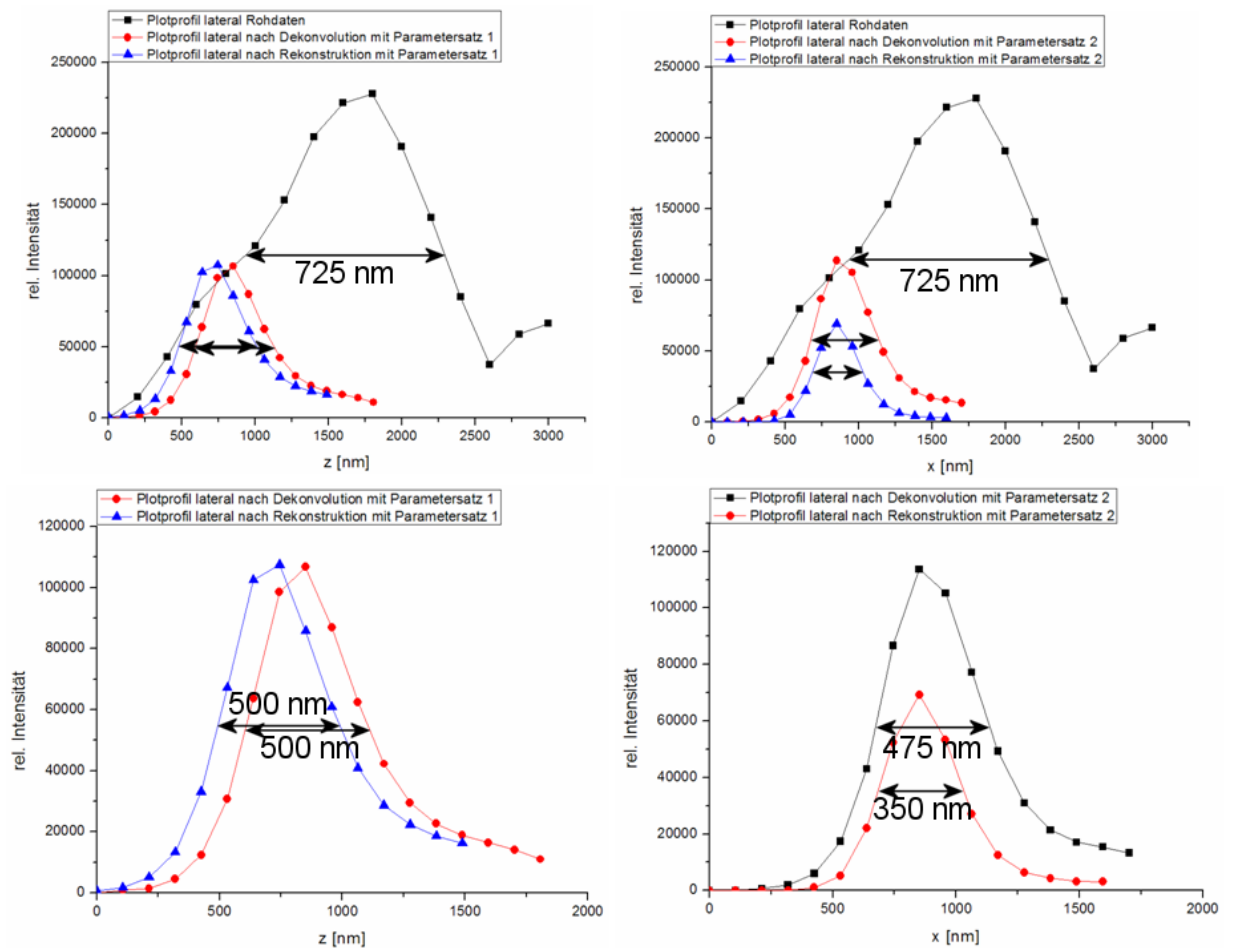 Plotprofil lateral Rohdaten
Plotprofil lateral nach Dekonvolution mit Parametersatz 1
Plotprofil lateral nach Rekonstruktion mit Parametersatz 1
250000
200000
150000
100000
50000
0
rel. Intensität
725 nm
0 500 1000 1500 2000 2500 3000
z [nm]
Plotprofil lateral Rohdaten
Plotprofil lateral nach Dekonvolution mit Parametersatz 2
Plotprofil lateral nach Rekonstruktion mit Parametersatz 2
250000
200000
150000
100000
50000
0
rel. Intensität
725 nm
0 500 1000 1500 2000 2500 3000
x [nm]
Plotprofil lateral nach Dekonvolution mit Parametersatz 1
Plotprofil lateral nach Rekonstruktion mit Parametersatz 1
120000
100000
80000
60000
40000
20000
0
rel. Intensität
500 nm
500 nm
0 500 1000 1500 2000
z [nm]
Plotprofil lateral nach Dekonvolution mit Parametersatz 2
Plotprofil lateral nach Rekonstruktion mit Parametersatz 2
120000
100000
80000
60000
40000
20000
0
rel. Intensität
475 nm
350 nm
0 500 1000 1500 2000
x [nm]